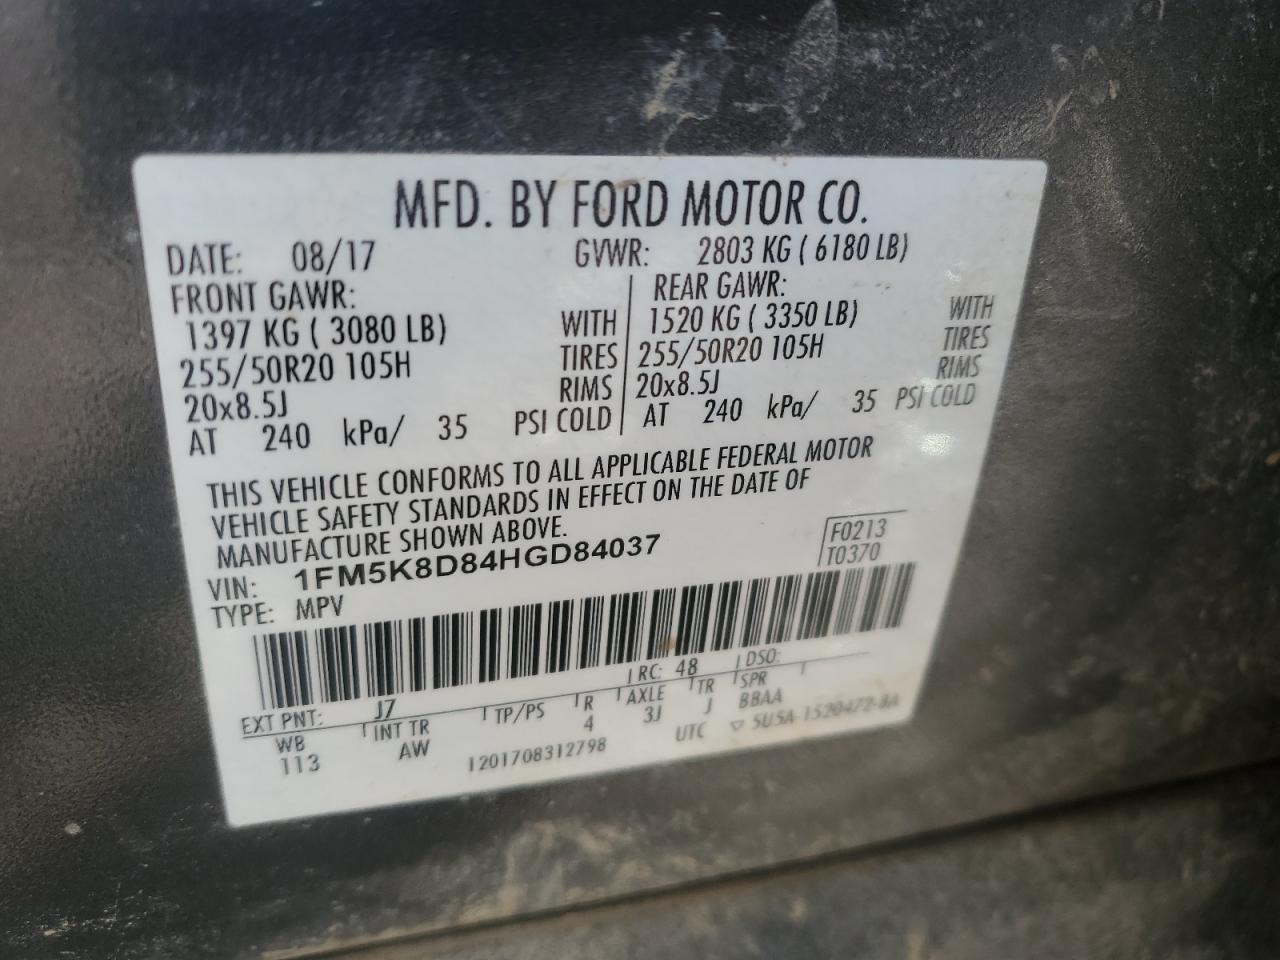 MFD. BY FORD MOTOR CO.
DATE: 08/17 GVWR: 2803 KG ( 6180 LB)
FRONT GAWR: REAR GAWR:
1397 KG ( 3080 LB) WITH 1520 KG ( 3350 LB) WITH
255/50R20 105H TIRES 255/50R20 105H TIRES
20x8.5J RIMS 20x8.5J RIMS
AT 240 kPa/ 35 PSI COLD AT 240 kPa/ 35 PSI COLD
THIS VEHICLE CONFORMS TO ALL APPLICABLE FEDERAL MOTOR
VEHICLE SAFETY STANDARDS IN EFFECT ON THE DATE OF
MANUFACTURE SHOWN ABOVE.
VIN: 1FM5K8D84HGD84037 F0213
TYPE: MPV T0370
EXT PNT: J7 RC: 48 DSO:
WB INT TR TP/PS R AXLE TR SPR
113 AW 4 3J J BBAA
1201708312798 UTC ▽ 5U5A-1520472-BA